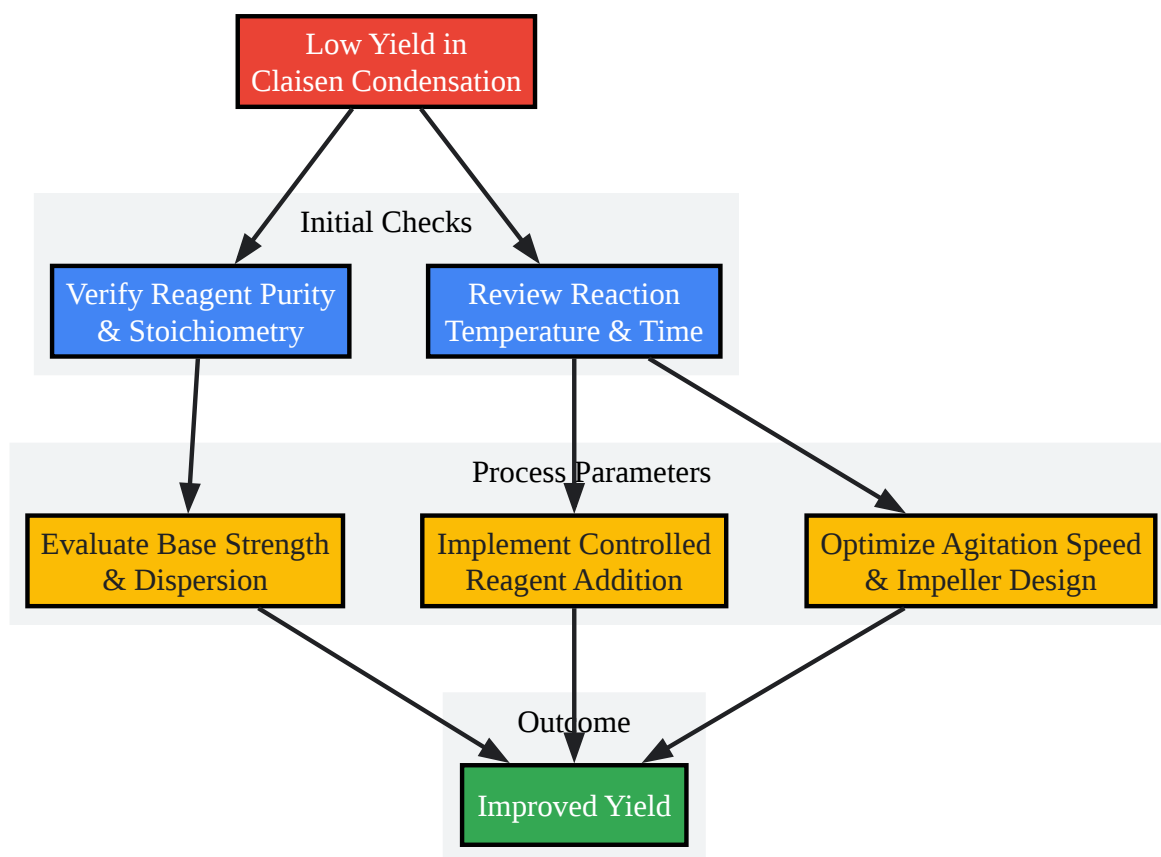 Low Yield in
Claisen Condensation
Initial Checks
Verify Reagent Purity
& Stoichiometry
Review Reaction
Temperature & Time
Process Parameters
Evaluate Base Strength
& Dispersion
Implement Controlled
Reagent Addition
Optimize Agitation Speed
& Impeller Design
Outcome
Improved Yield